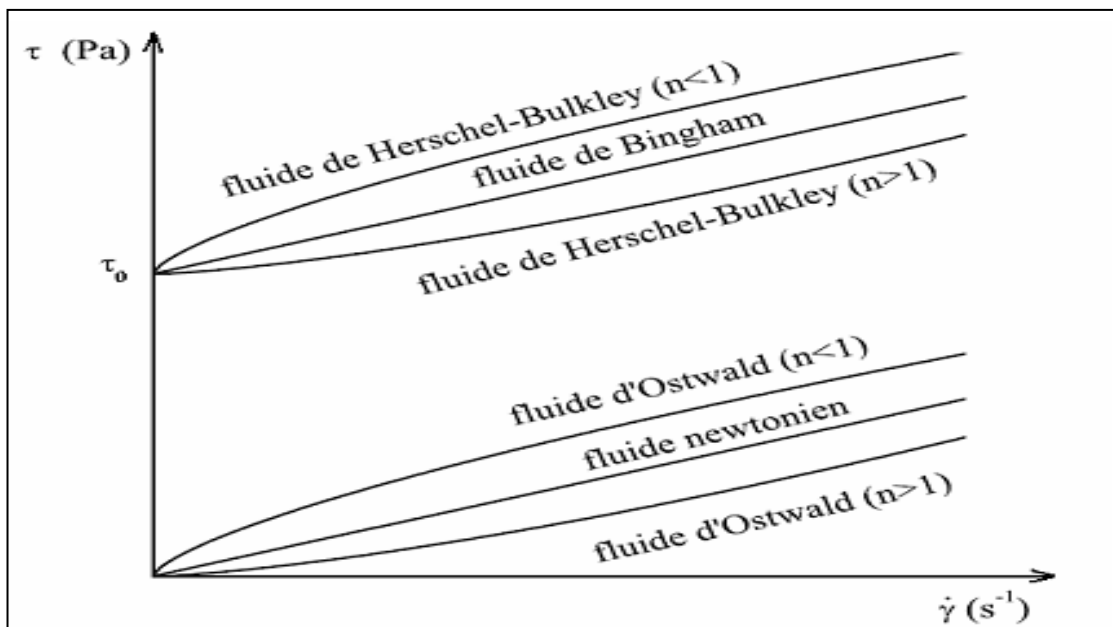 τ (Pa)
fluide de Herschel-Bulkley (n<1)
fluide de Bingham
fluide de Herschel-Bulkley (n>1)
τ₀
fluide d'Ostwald (n<1)
fluide newtonien
fluide d'Ostwald (n>1)
γ̇ (s⁻¹)